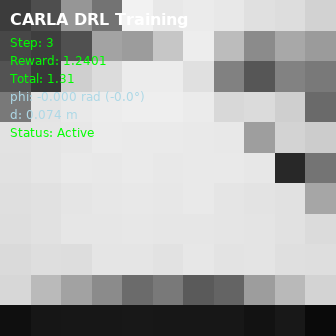 CARLA DRL Training
Step: 3
Reward: 1.2401
Total: 1.31
phi: -0.000 rad (-0.0°)
d: 0.074 m
Status: Active